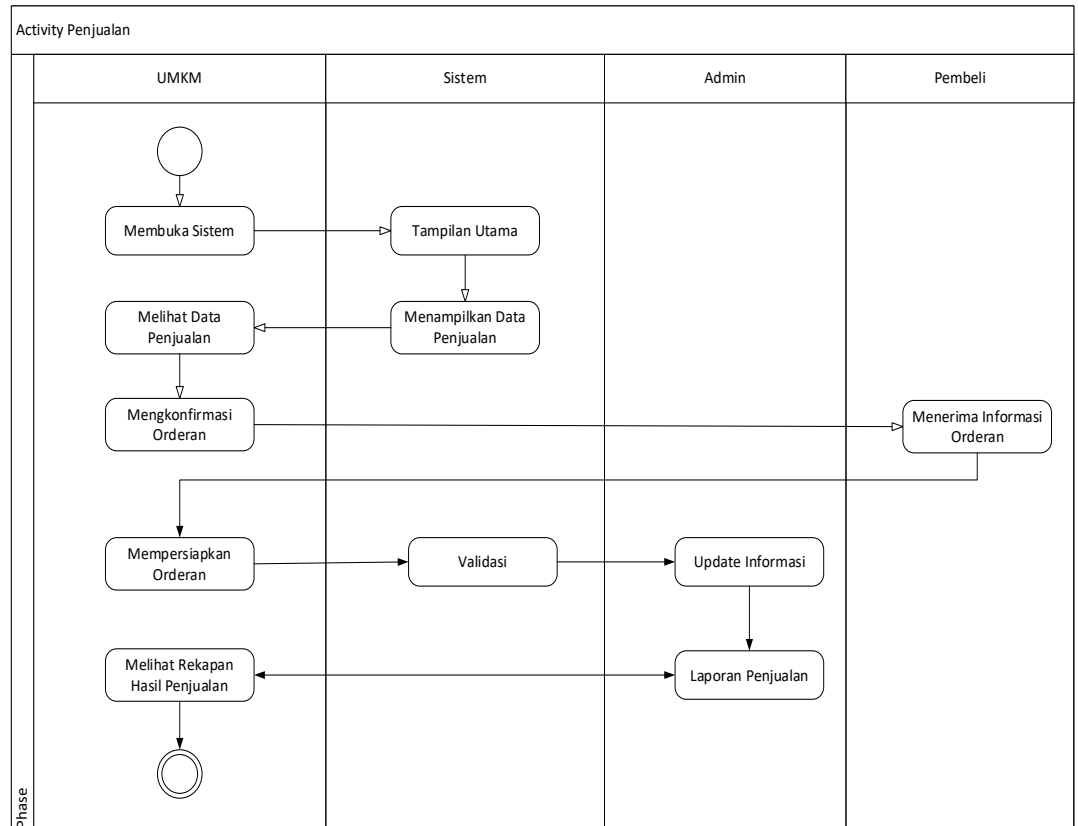 Activity Penjualan
UMKM
Sistem
Admin
Pembeli
Membuka Sistem
Tampilan Utama
Melihat Data
Penjualan
Menampilkan Data
Penjualan
Mengkonfirmasi
Orderan
Menerima Informasi
Orderan
Mempersiapkan
Orderan
Validasi
Update Informasi
Melihat Rekapan
Hasil Penjualan
Laporan Penjualan
Phase